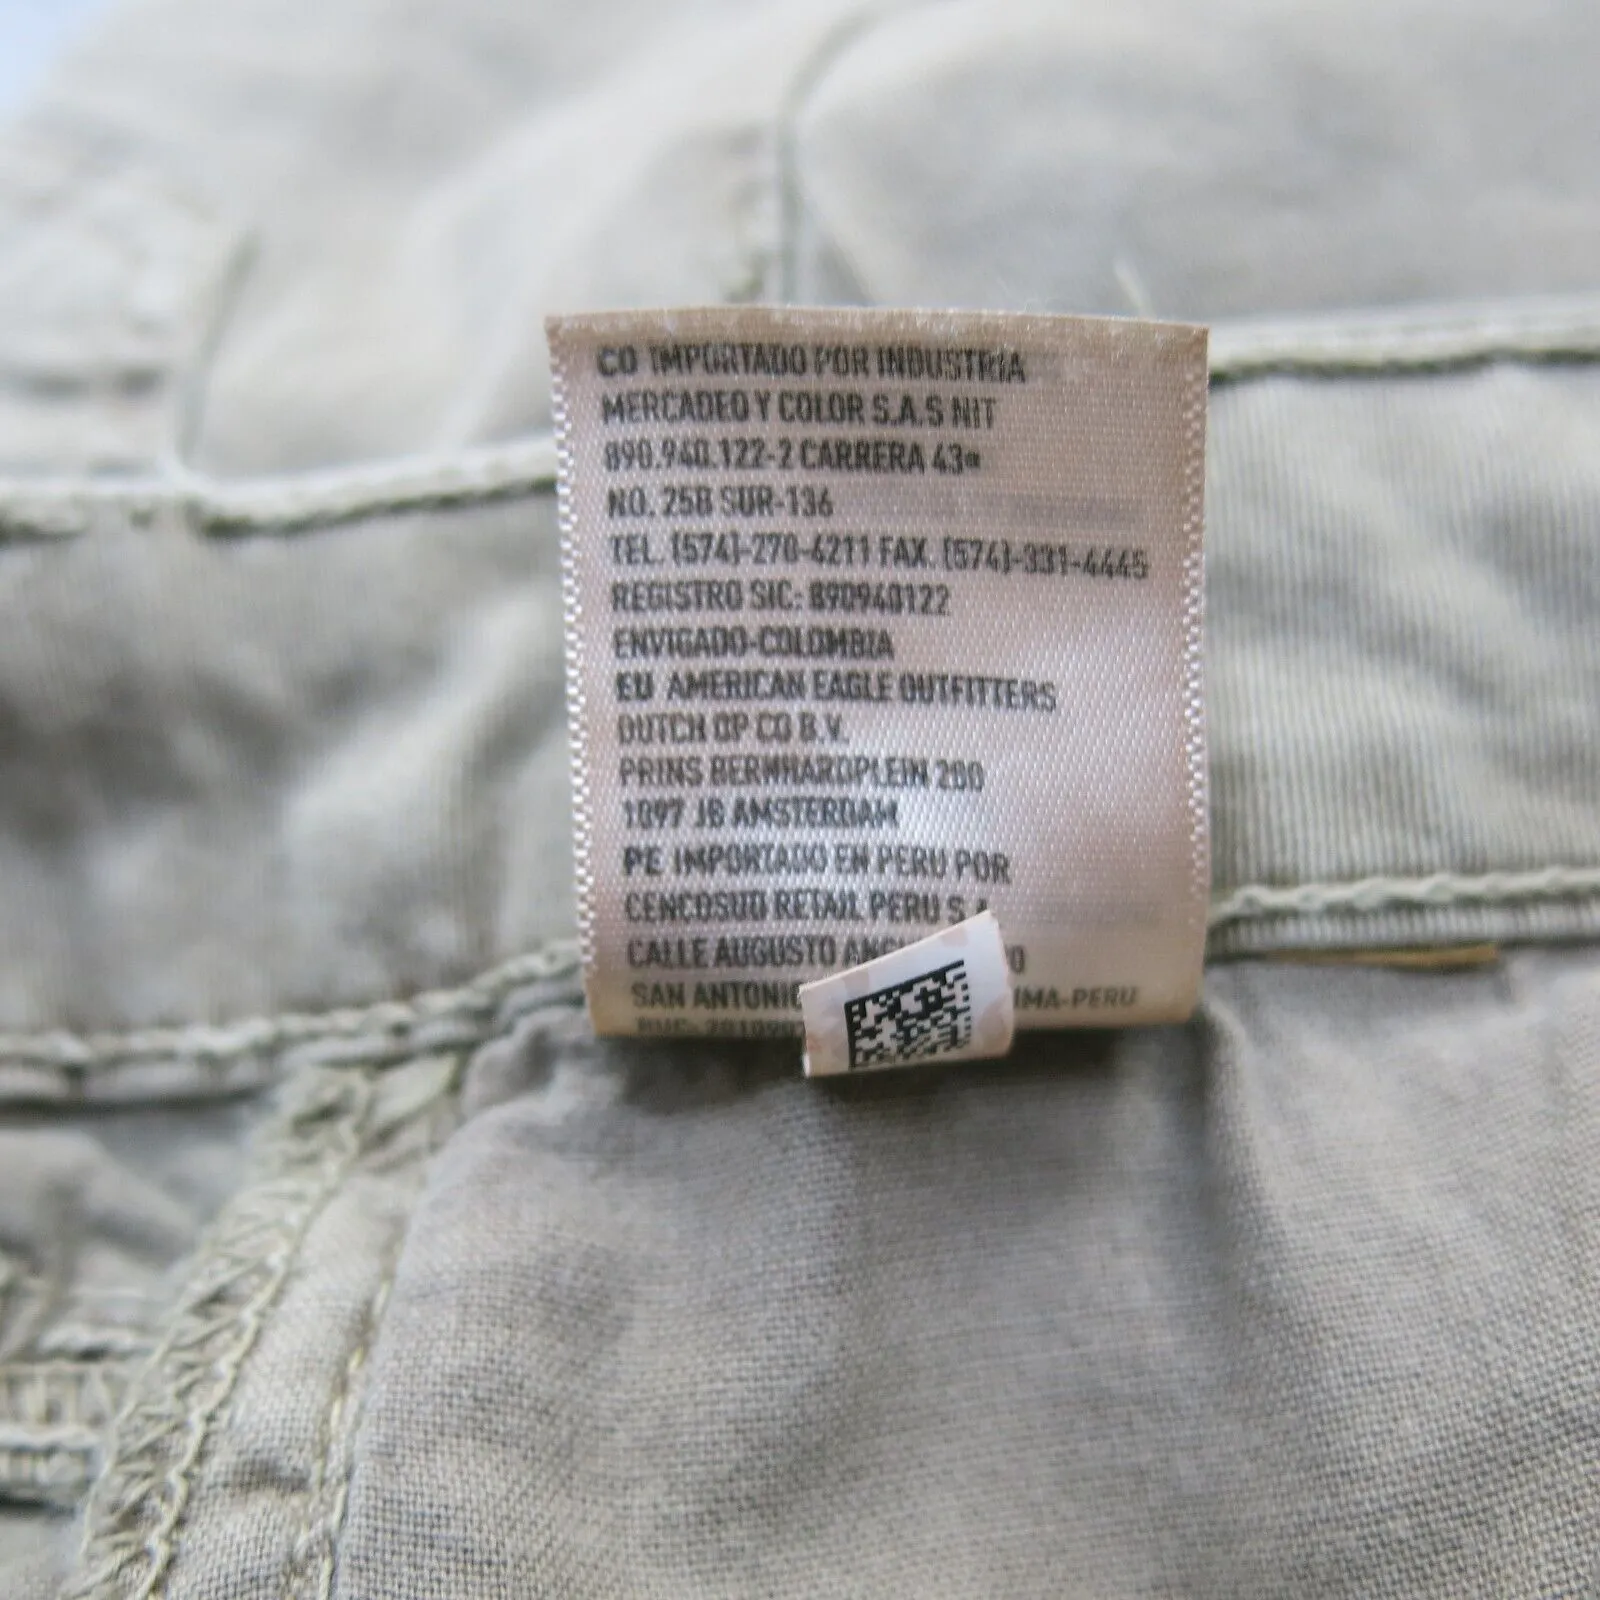 CO IMPORTADO POR INDUSTRIA
MERCADEO Y COLOR S.A.S NIT
890.940.122-2 CARRERA 43ª
NO. 25B SUR-136
TEL. (574)-270-4211 FAX. (574)-331-4445
REGISTRO SIC: 890940122
ENVIGADO-COLOMBIA
EU AMERICAN EAGLE OUTFITTERS
DUTCH OP CO B.V.
PRINS BERNHARDPLEIN 200
1097 JB AMSTERDAM
PE IMPORTADO EN PERU POR
CENCOSUD RETAIL PERU S.A
CALLE AUGUSTO
SAN ANTONIO IMA-PERU
RUC: